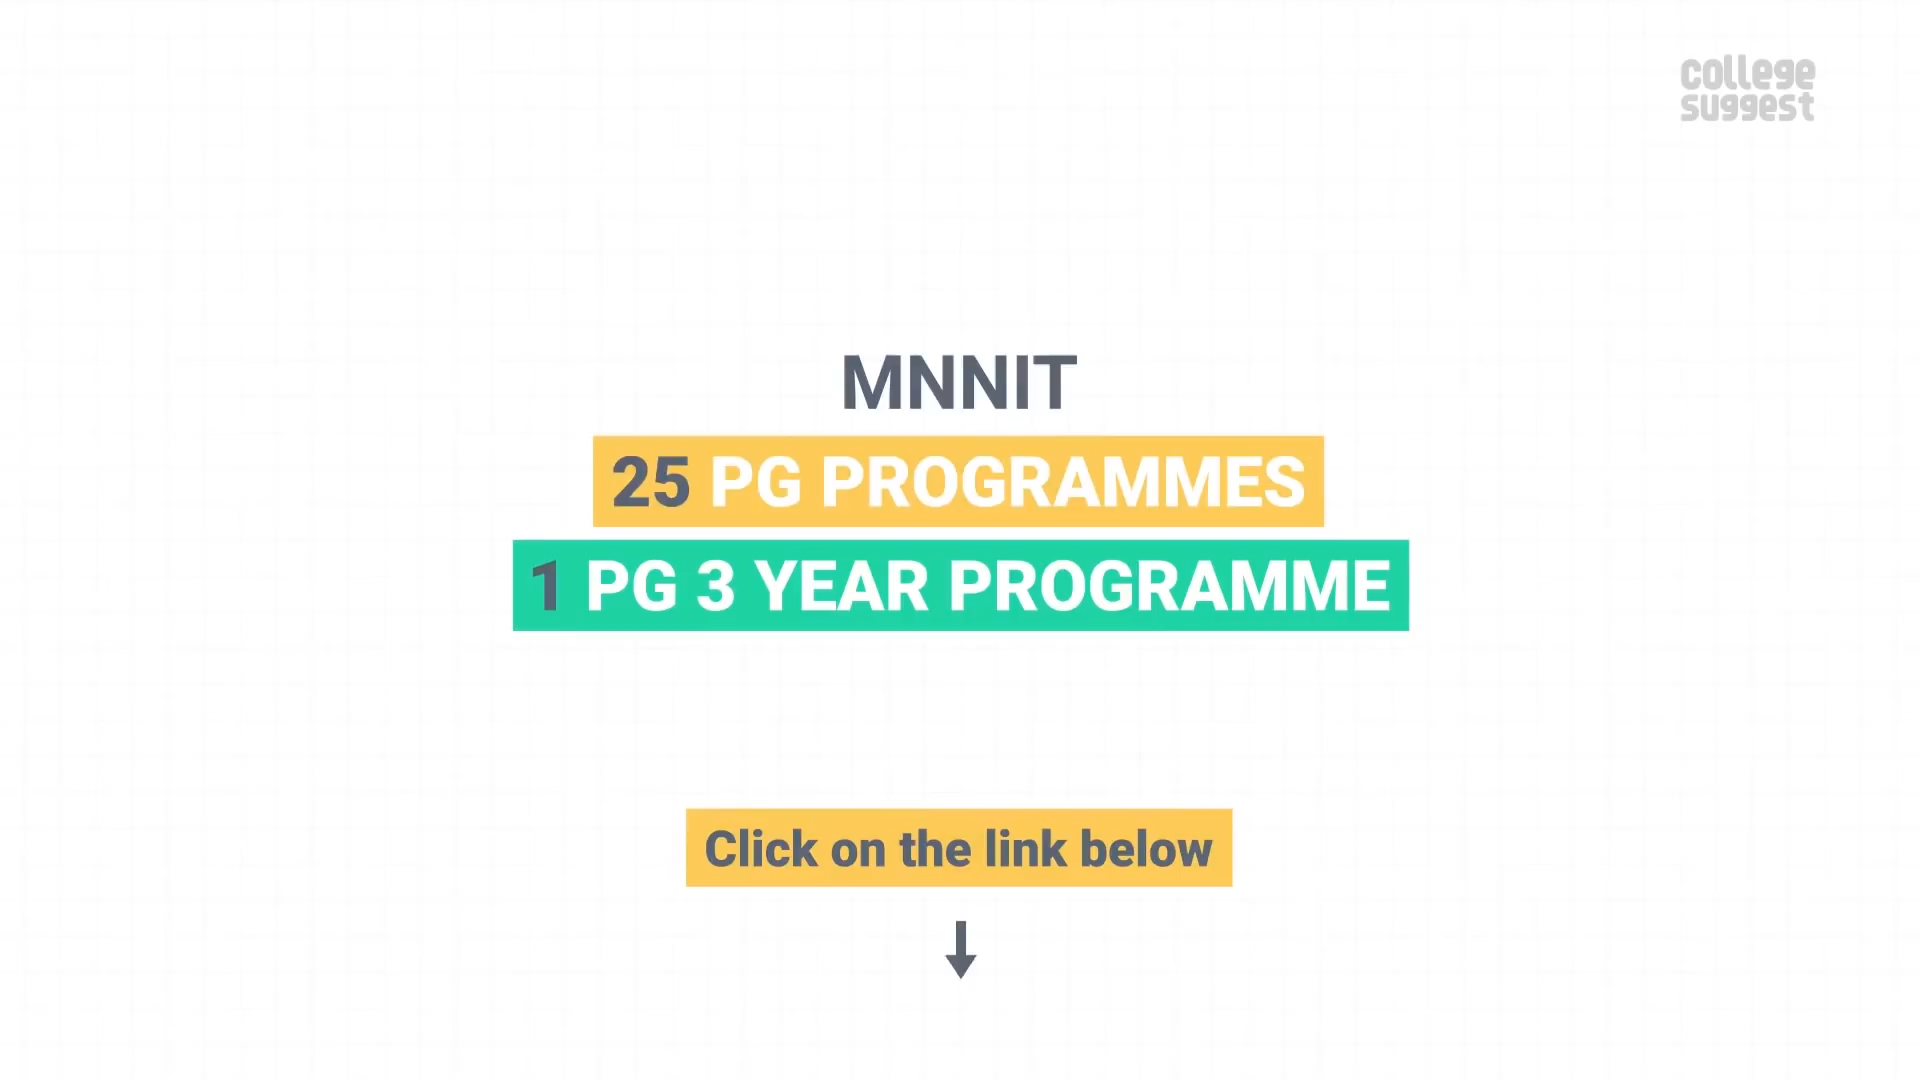 college
suggest
MNNIT
25 PG PROGRAMMES
1 PG 3 YEAR PROGRAMME
Click on the link below